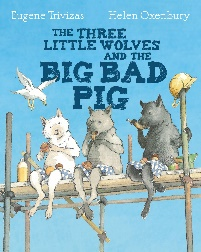 Eugene Trivizas Helen Oxenbury
THE THREE
LITTLE WOLVES
AND THE
BIG BAD
PIG